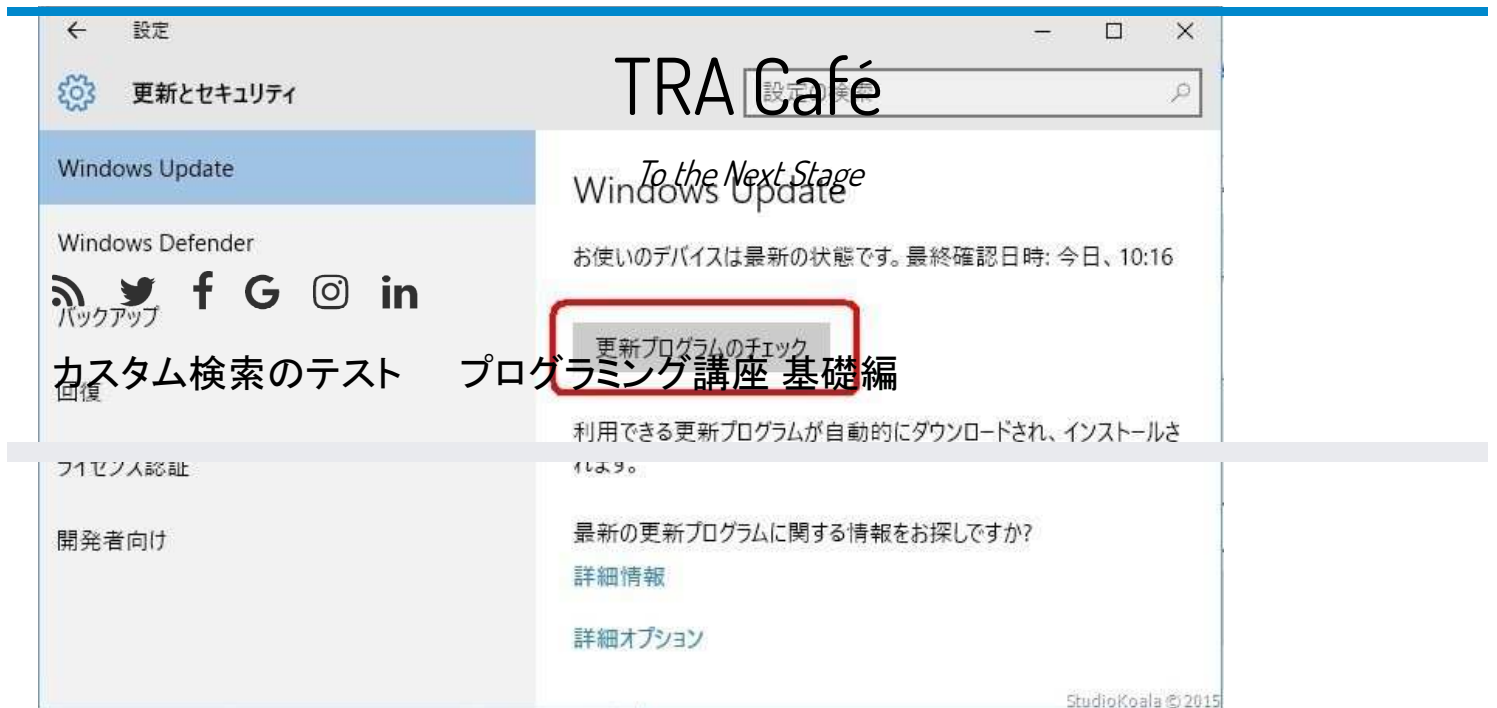 設定
TRA Café
更新とセキュリティ
設定の検索
Windows Update
To the Next Stage
Windows Update
Windows Defender
お使いのデバイスは最新の状態です。最終確認日時: 今日、10:16
バックアップ
更新プログラムのチェック
カスタム検索のテスト プログラミング講座 基礎編
回復
利用できる更新プログラムが自動的にダウンロードされ、インストールさ
れます。
ライセンス認証
最新の更新プログラムに関する情報をお探しですか?
開発者向け
詳細情報
詳細オプション
StudioKoala © 2015